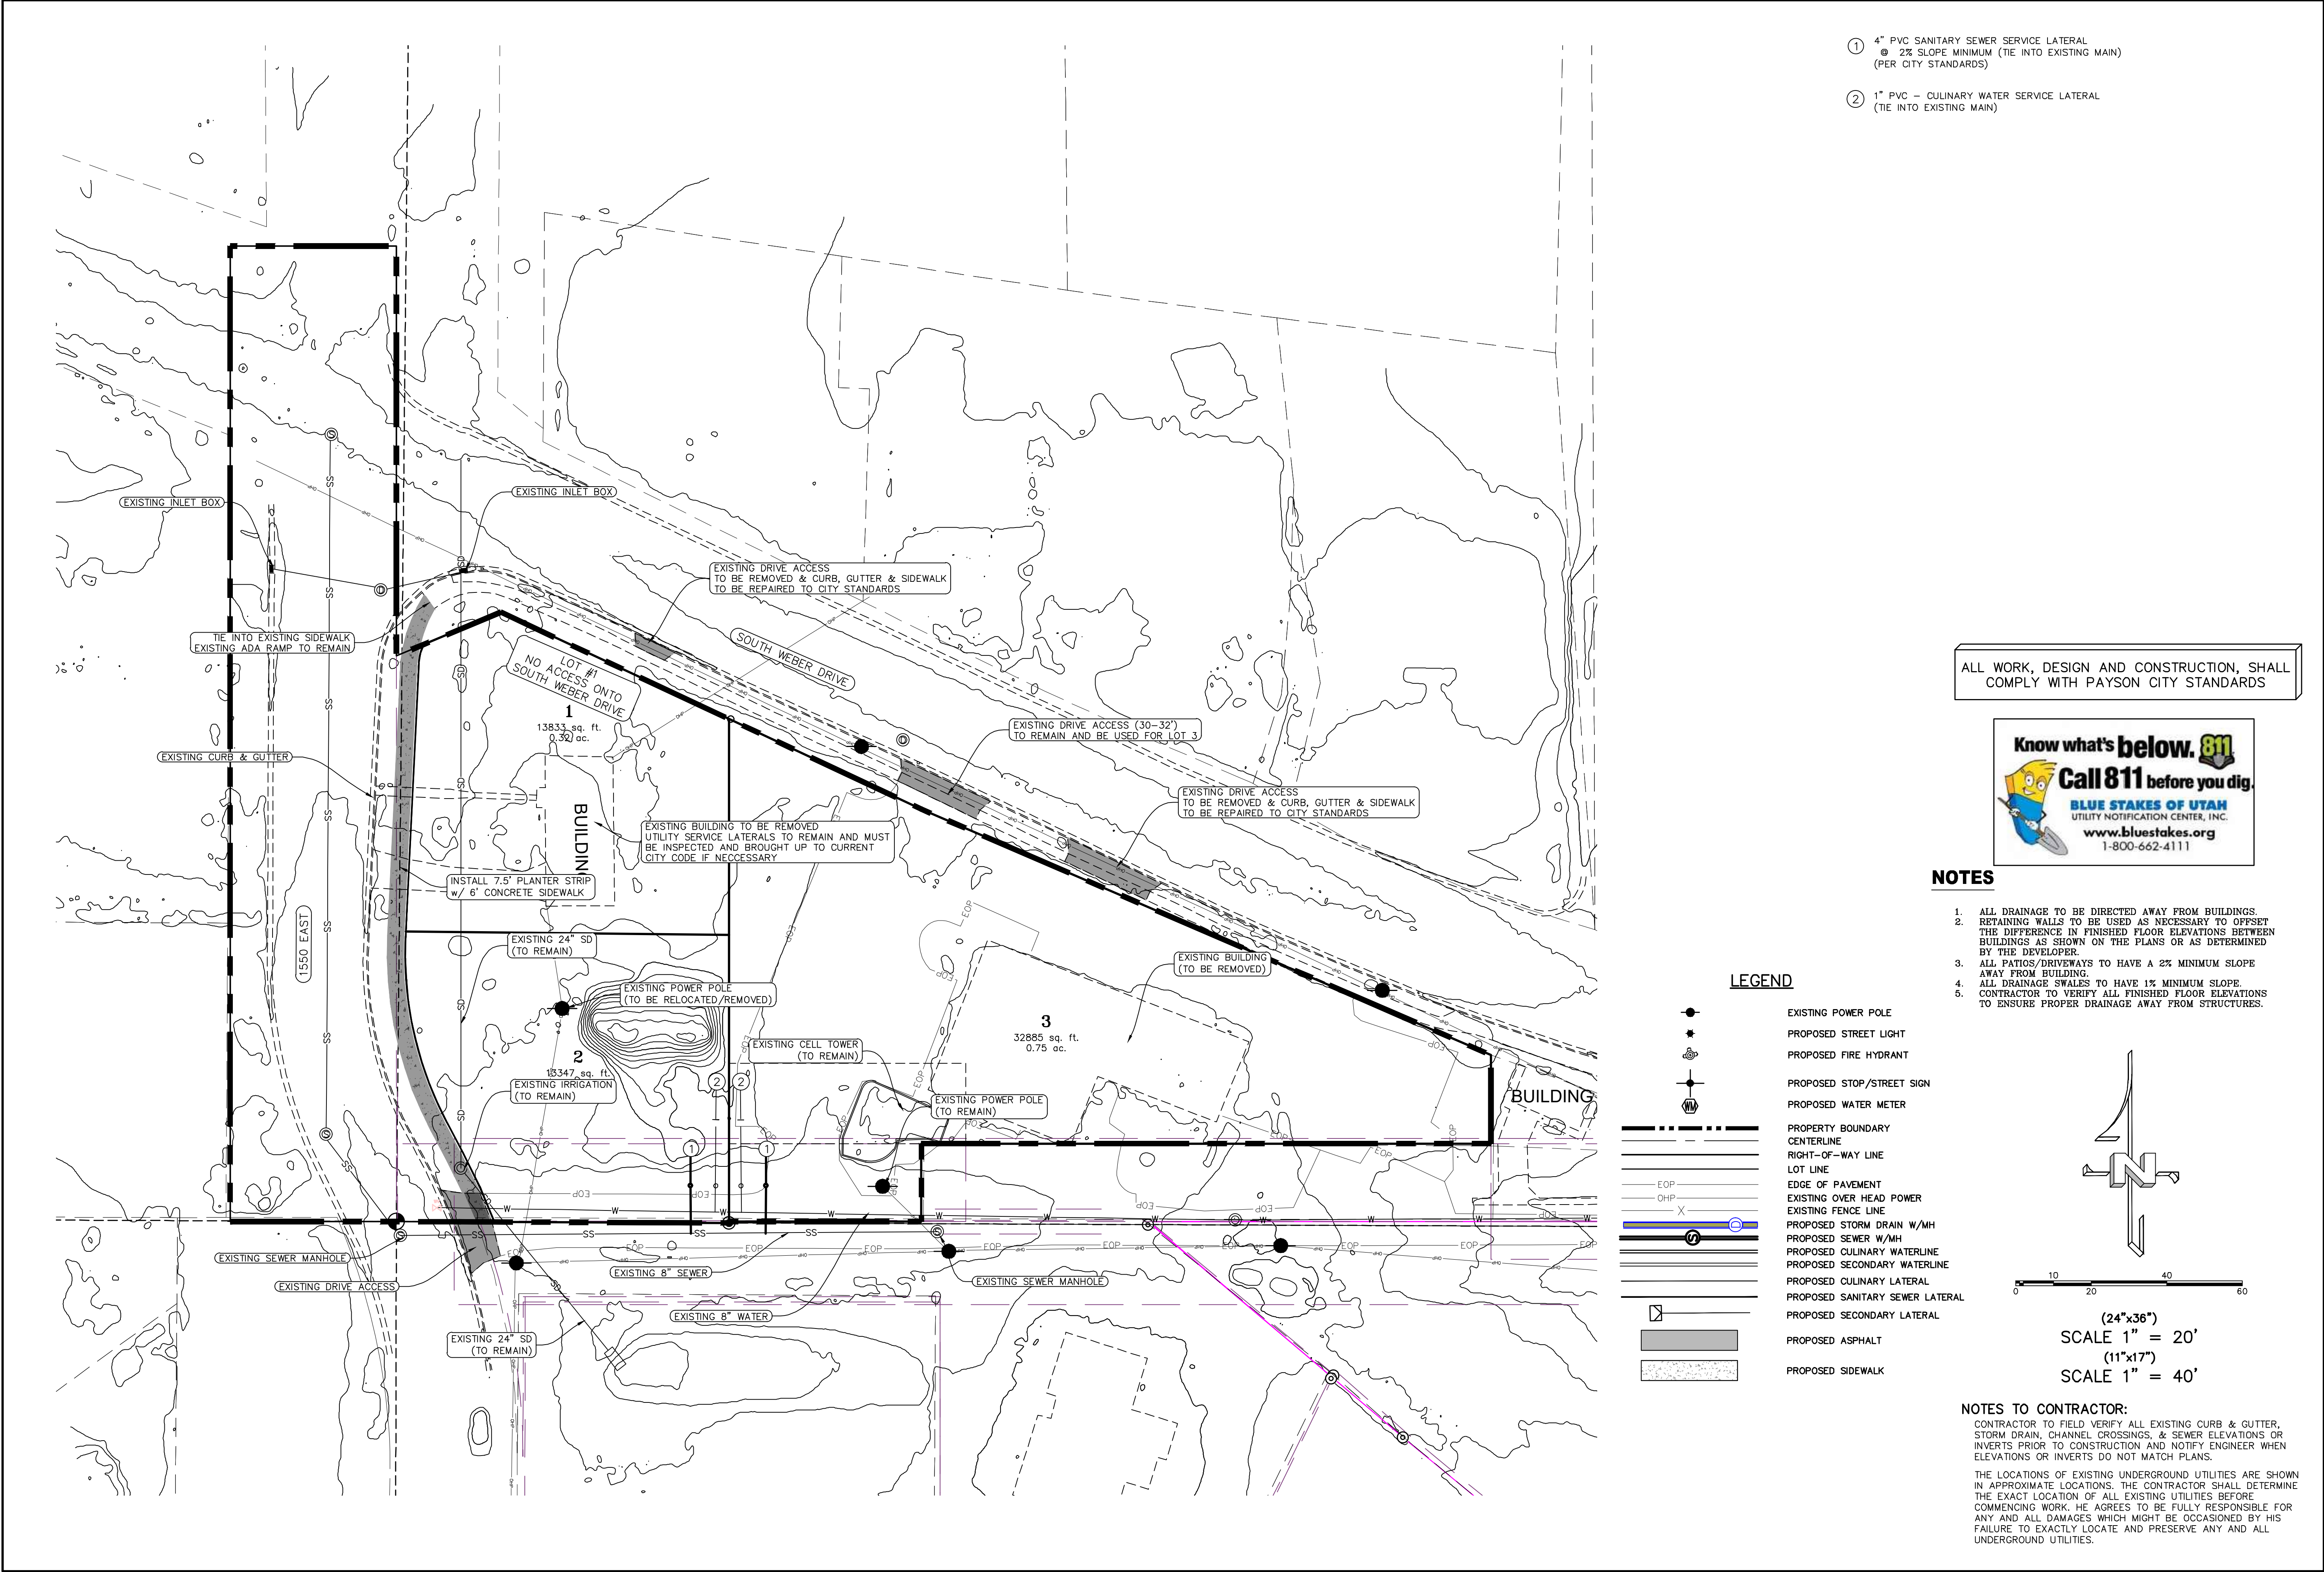 ① 4" PVC SANITARY SEWER SERVICE LATERAL
@ 2% SLOPE MINIMUM (TIE INTO EXISTING MAIN)
(PER CITY STANDARDS)
② 1" PVC - CULINARY WATER SERVICE LATERAL
(TIE INTO EXISTING MAIN)
EXISTING INLET BOX
EXISTING INLET BOX
EXISTING DRIVE ACCESS
TO BE REMOVED & CURB, GUTTER & SIDEWALK
TO BE REPAIRED TO CITY STANDARDS
TIE INTO EXISTING SIDEWALK
EXISTING ADA RAMP TO REMAIN
SOUTH WEBER DRIVE
LOT #1
NO ACCESS ONTO
SOUTH WEBER DRIVE
1
13833 sq. ft.
0.32 ac.
EXISTING DRIVE ACCESS (30-32')
TO REMAIN AND BE USED FOR LOT 3
EXISTING CURB & GUTTER
EXISTING DRIVE ACCESS
TO BE REMOVED & CURB, GUTTER & SIDEWALK
TO BE REPAIRED TO CITY STANDARDS
BUILDING
EXISTING BUILDING TO BE REMOVED
UTILITY SERVICE LATERALS TO REMAIN AND MUST
BE INSPECTED AND BROUGHT UP TO CURRENT
CITY CODE IF NECCESSARY
INSTALL 7.5' PLANTER STRIP
w/ 6' CONCRETE SIDEWALK
1550 EAST
EXISTING 24" SD
(TO REMAIN)
EXISTING BUILDING
(TO BE REMOVED)
EXISTING POWER POLE
(TO BE RELOCATED/REMOVED)
3
32885 sq. ft.
0.75 ac.
EXISTING CELL TOWER
(TO REMAIN)
2
13347 sq. ft.
EXISTING IRRIGATION
(TO REMAIN)
EXISTING POWER POLE
(TO REMAIN)
BUILDING
② ②
① ①
EXISTING SEWER MANHOLE
EXISTING DRIVE ACCESS
EXISTING 8" SEWER
EXISTING SEWER MANHOLE
EXISTING 8" WATER
EXISTING 24" SD
(TO REMAIN)
SS
SD
EOP
W
ALL WORK, DESIGN AND CONSTRUCTION, SHALL
COMPLY WITH PAYSON CITY STANDARDS
Know what's below. 811
Call 811 before you dig.
BLUE STAKES OF UTAH
UTILITY NOTIFICATION CENTER, INC.
www.bluestakes.org
1-800-662-4111
NOTES
1. ALL DRAINAGE TO BE DIRECTED AWAY FROM BUILDINGS.
2. RETAINING WALLS TO BE USED AS NECESSARY TO OFFSET
THE DIFFERENCE IN FINISHED FLOOR ELEVATIONS BETWEEN
BUILDINGS AS SHOWN ON THE PLANS OR AS DETERMINED
BY THE DEVELOPER.
3. ALL PATIOS/DRIVEWAYS TO HAVE A 2% MINIMUM SLOPE
AWAY FROM BUILDING.
4. ALL DRAINAGE SWALES TO HAVE 1% MINIMUM SLOPE.
5. CONTRACTOR TO VERIFY ALL FINISHED FLOOR ELEVATIONS
TO ENSURE PROPER DRAINAGE AWAY FROM STRUCTURES.
LEGEND
EXISTING POWER POLE
PROPOSED STREET LIGHT
PROPOSED FIRE HYDRANT
PROPOSED STOP/STREET SIGN
WM PROPOSED WATER METER
PROPERTY BOUNDARY
CENTERLINE
RIGHT-OF-WAY LINE
LOT LINE
EOP EDGE OF PAVEMENT
OHP EXISTING OVER HEAD POWER
X EXISTING FENCE LINE
D PROPOSED STORM DRAIN W/MH
S PROPOSED SEWER W/MH
PROPOSED CULINARY WATERLINE
PROPOSED SECONDARY WATERLINE
PROPOSED CULINARY LATERAL
PROPOSED SANITARY SEWER LATERAL
PROPOSED SECONDARY LATERAL
PROPOSED ASPHALT
PROPOSED SIDEWALK
N
10 40
0 20 60
(24"x36")
SCALE 1" = 20'
(11"x17")
SCALE 1" = 40'
NOTES TO CONTRACTOR:
CONTRACTOR TO FIELD VERIFY ALL EXISTING CURB & GUTTER,
STORM DRAIN, CHANNEL CROSSINGS, & SEWER ELEVATIONS OR
INVERTS PRIOR TO CONSTRUCTION AND NOTIFY ENGINEER WHEN
ELEVATIONS OR INVERTS DO NOT MATCH PLANS.
THE LOCATIONS OF EXISTING UNDERGROUND UTILITIES ARE SHOWN
IN APPROXIMATE LOCATIONS. THE CONTRACTOR SHALL DETERMINE
THE EXACT LOCATION OF ALL EXISTING UTILITIES BEFORE
COMMENCING WORK. HE AGREES TO BE FULLY RESPONSIBLE FOR
ANY AND ALL DAMAGES WHICH MIGHT BE OCCASIONED BY HIS
FAILURE TO EXACTLY LOCATE AND PRESERVE ANY AND ALL
UNDERGROUND UTILITIES.